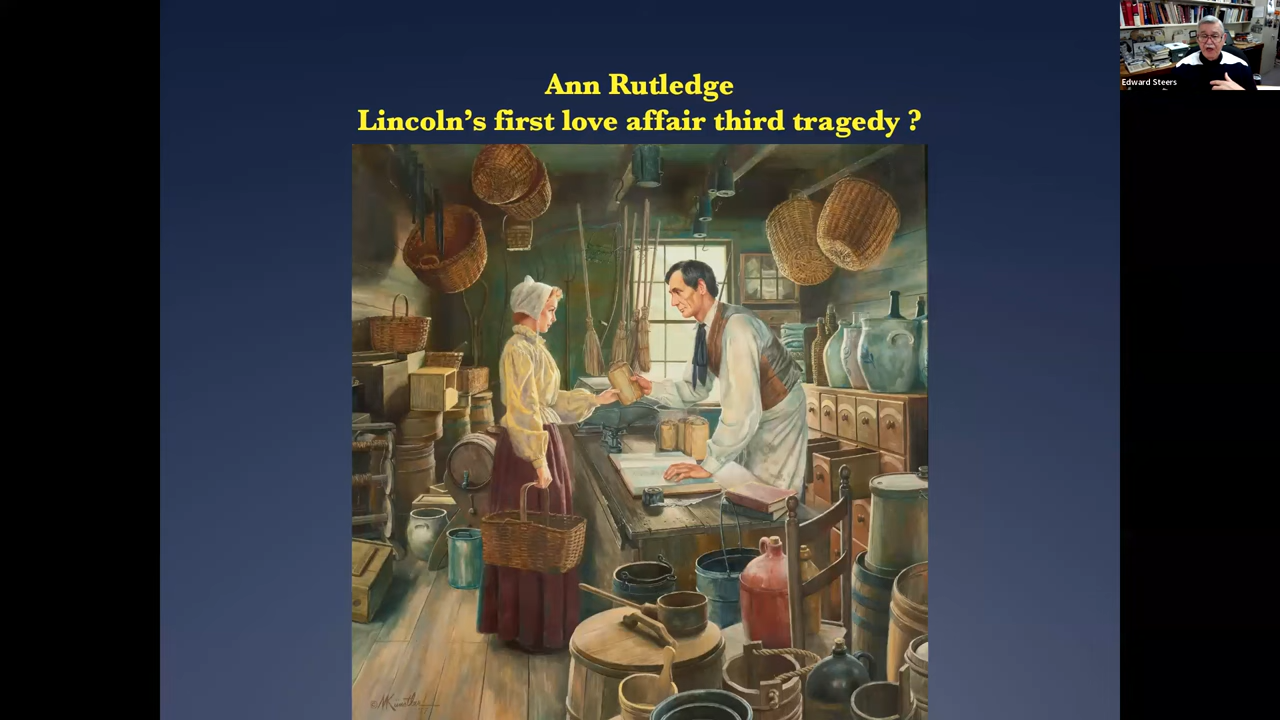 Ann Rutledge
Lincoln's first love affair third tragedy ?
Edward Steers